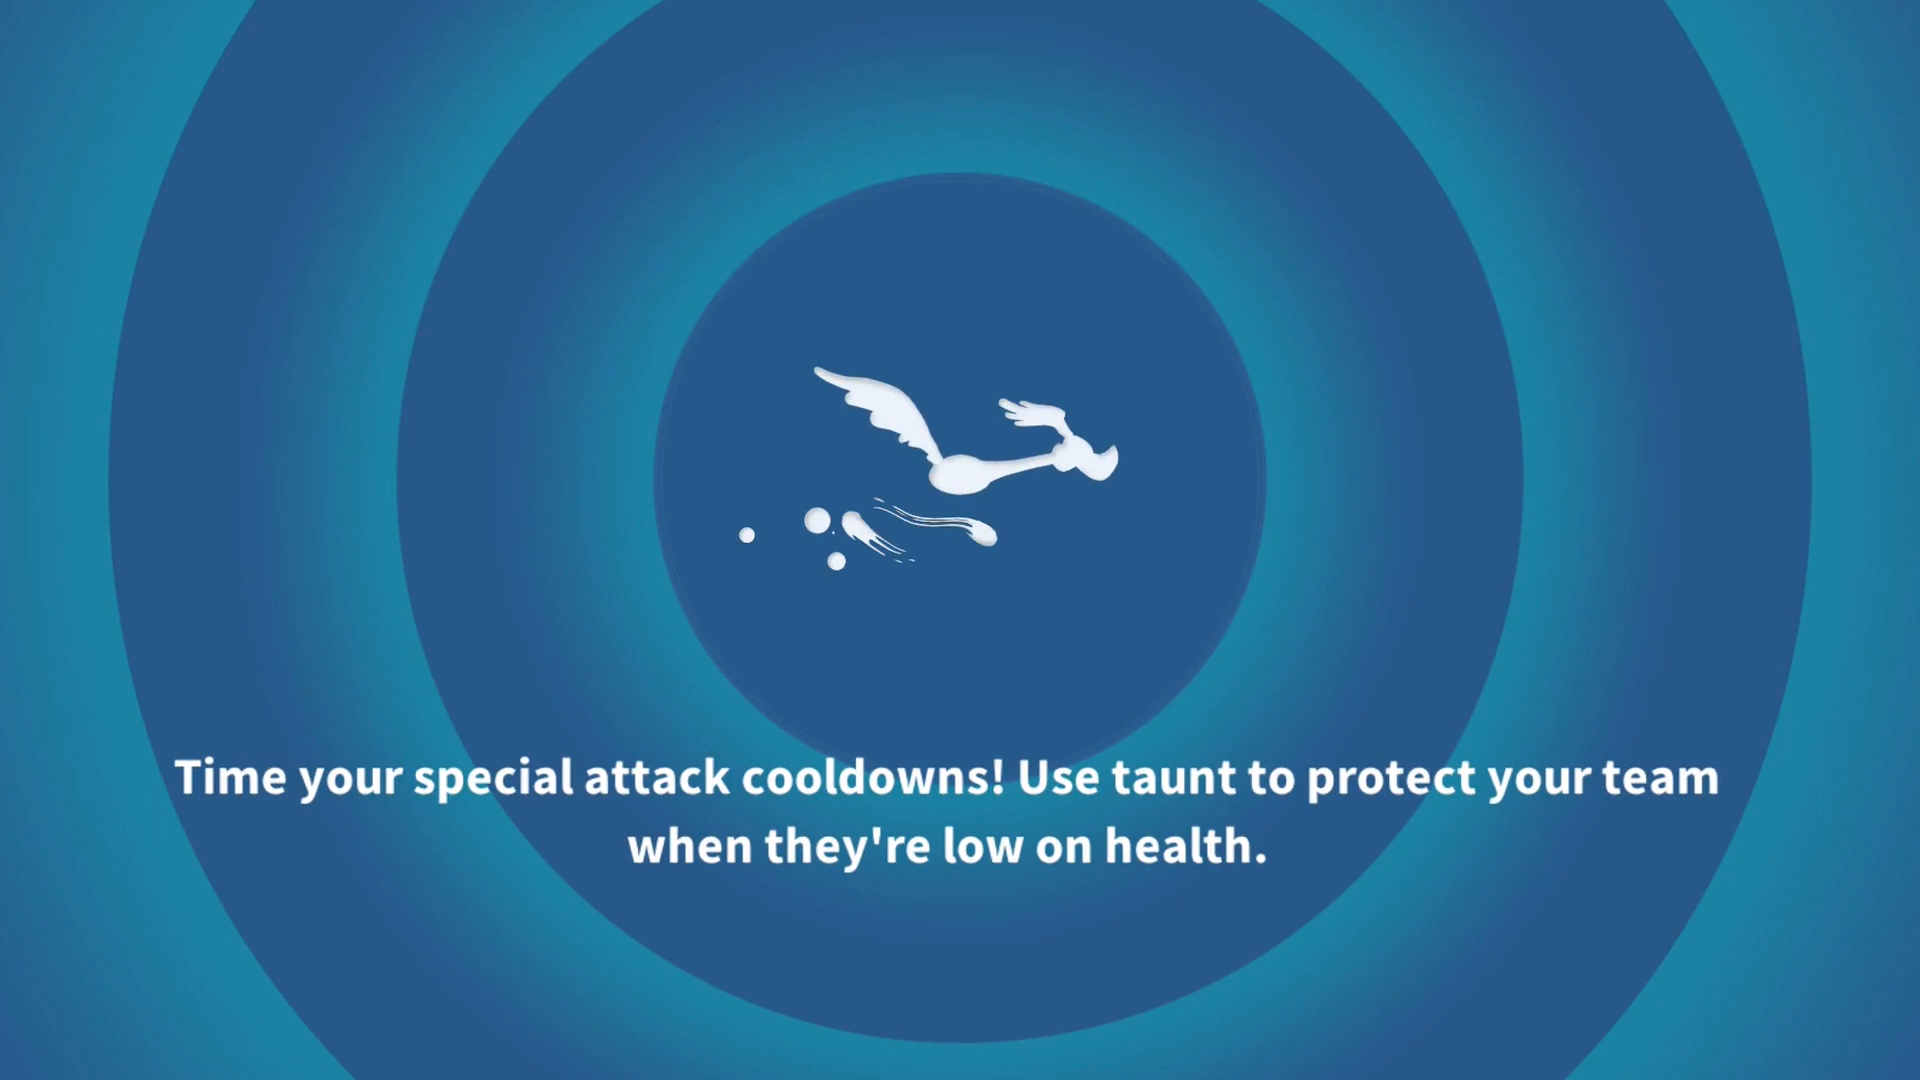 Time your special attack cooldowns! Use taunt to protect your team
when they're low on health.